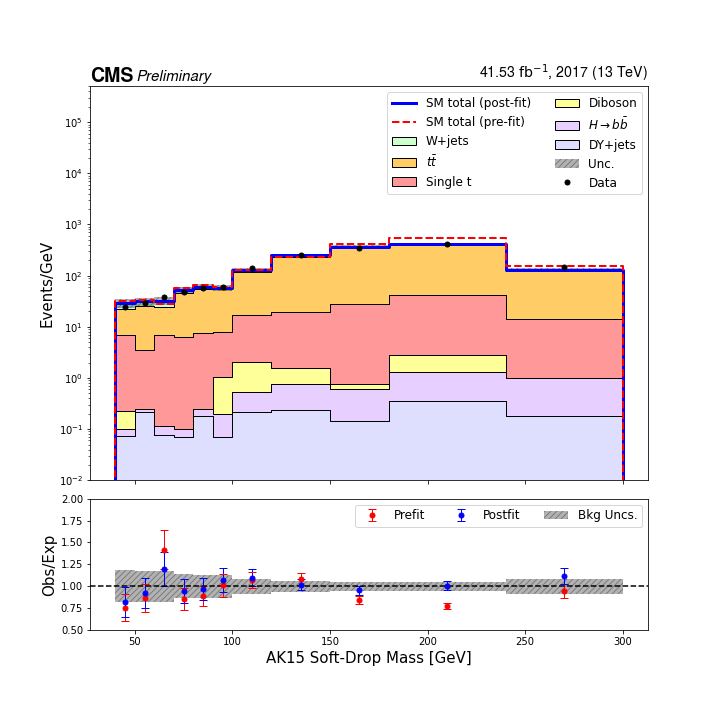 CMS Preliminary
41.53 fb⁻¹, 2017 (13 TeV)
SM total (post-fit)
SM total (pre-fit)
W+jets
tt̄
Single t
Diboson
H → bb̄
DY+jets
Unc.
Data
Events/GeV
10⁵
10⁴
10³
10²
10¹
10⁰
10⁻¹
10⁻²
Prefit
Postfit
Bkg Uncs.
Obs/Exp
2.00
1.75
1.50
1.25
1.00
0.75
0.50
50 100 150 200 250 300
AK15 Soft-Drop Mass [GeV]